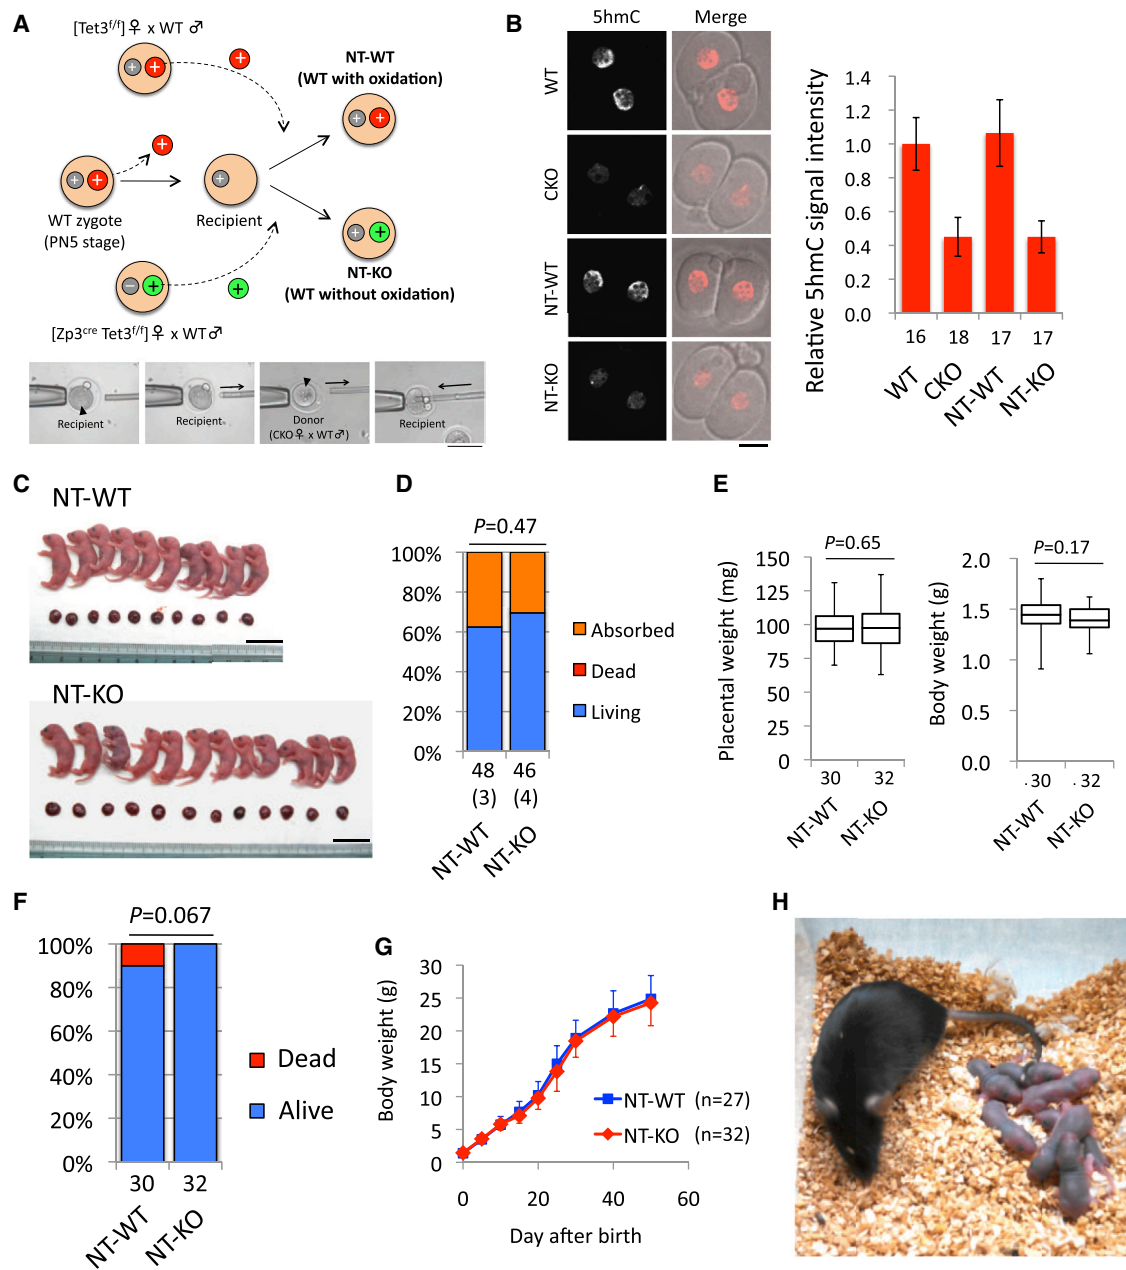 A
[Tet3f/f]♀ x WT ♂
NT-WT
(WT with oxidation)
WT zygote
(PN5 stage)
Recipient
NT-KO
(WT without oxidation)
[Zp3cre Tet3f/f]♀ x WT♂
Recipient
Recipient
Donor
(CKO♀ x WT♂)
Recipient
B
5hmC
Merge
WT
CKO
NT-WT
NT-KO
Relative 5hmC signal intensity
1.4
1.2
1.0
0.8
0.6
0.4
0.2
0.0
16 18 17 17
WT CKO NT-WT NT-KO
C
NT-WT
NT-KO
D
P=0.47
100%
80%
60%
40%
20%
0%
48 46
(3) (4)
NT-WT NT-KO
Absorbed
Dead
Living
E
Placental weight (mg)
P=0.65
150
125
100
75
50
25
0
30 32
NT-WT NT-KO
Body weight (g)
P=0.17
2.0
1.5
1.0
0.5
0.0
30 32
NT-WT NT-KO
F
P=0.067
100%
80%
60%
40%
20%
0%
30 32
NT-WT NT-KO
Dead
Alive
G
Body weight (g)
30
25
20
15
10
5
0
0 20 40 60
Day after birth
NT-WT (n=27)
NT-KO (n=32)
H